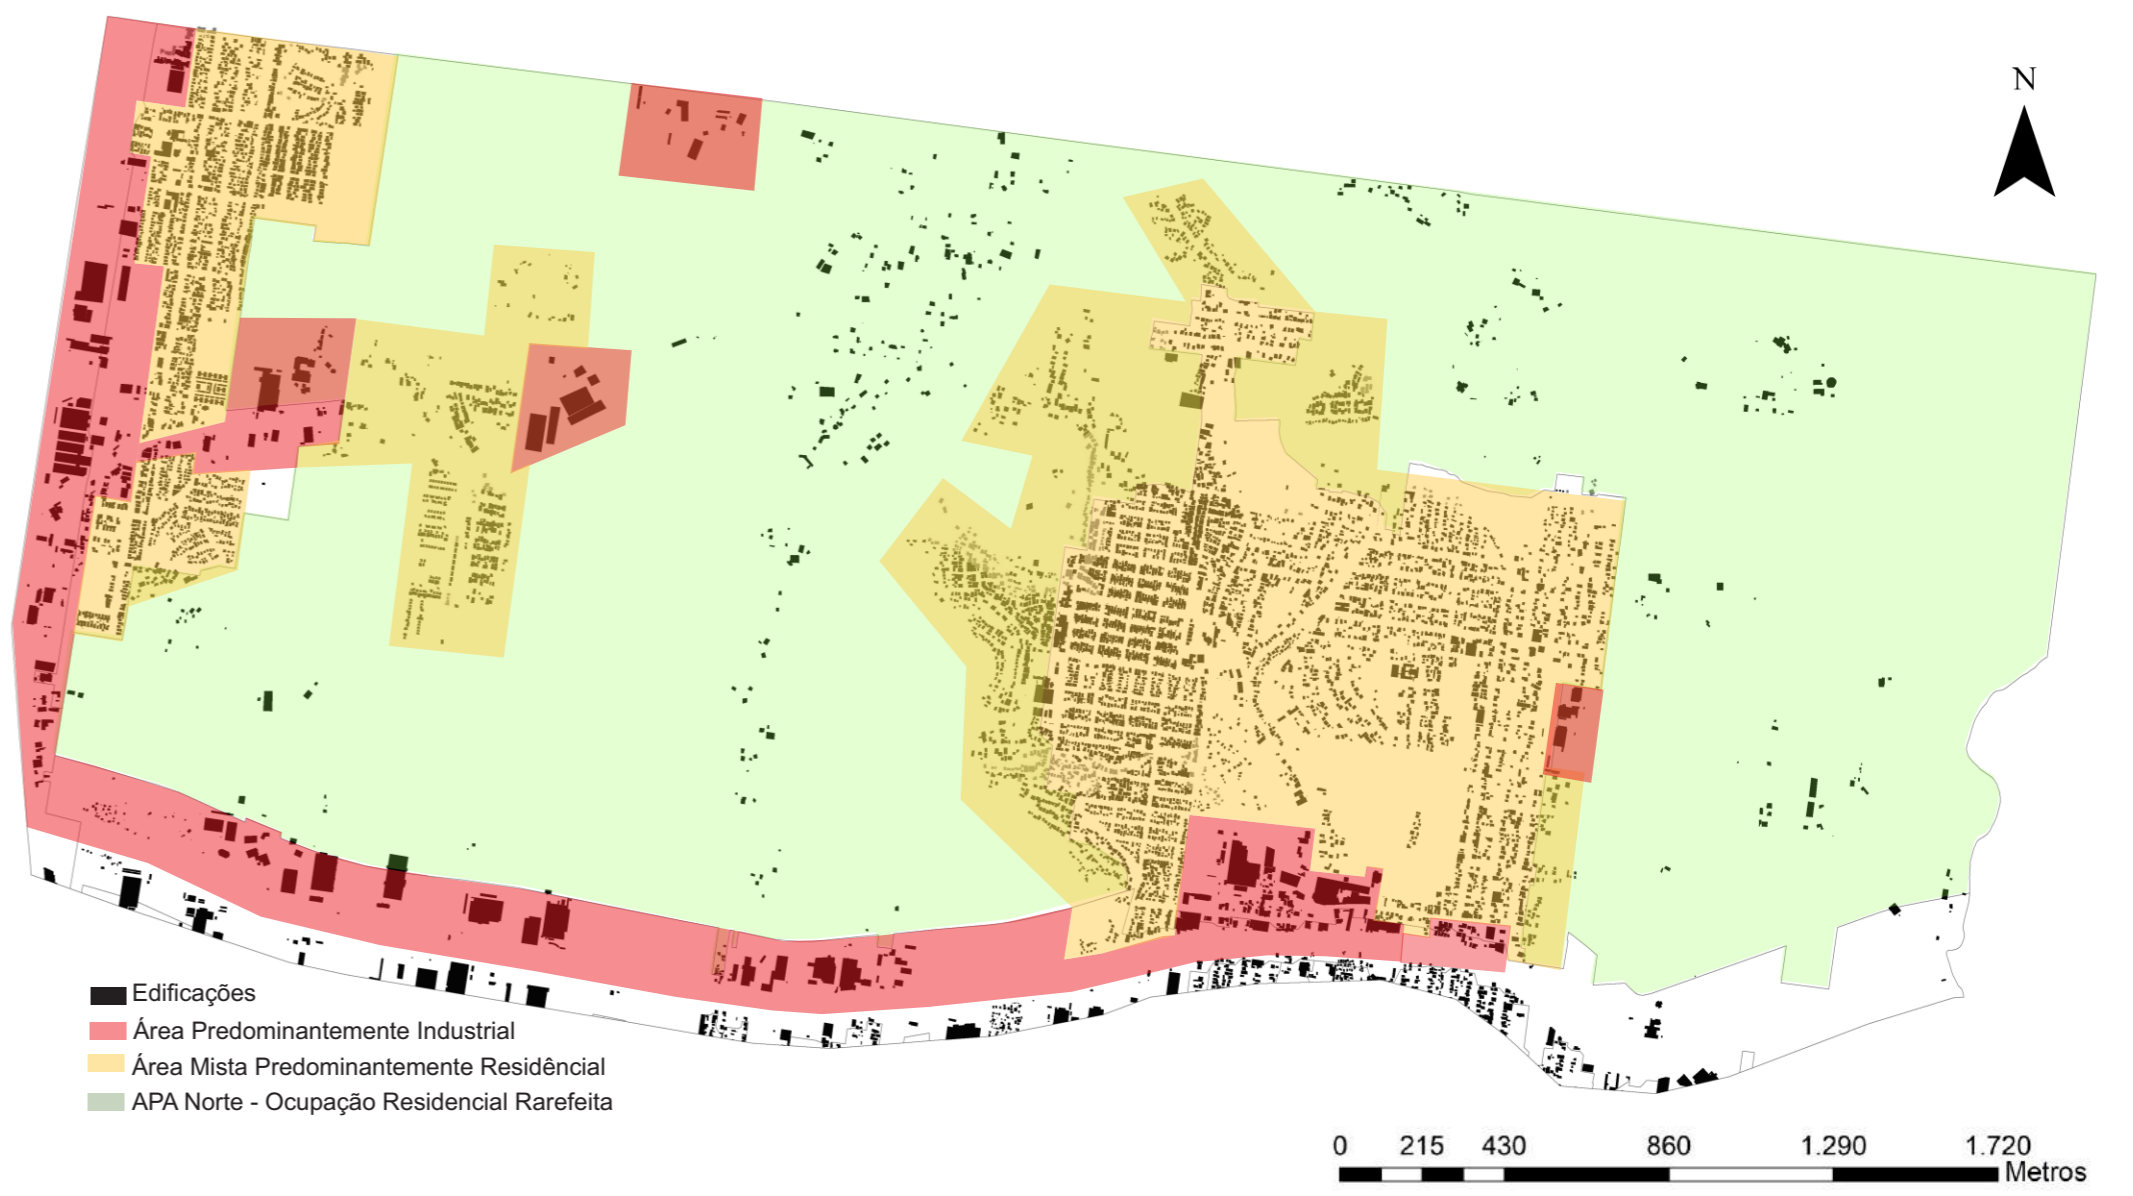 N
Edificações
Área Predominantemente Industrial
Área Mista Predominantemente Residêncial
APA Norte - Ocupação Residencial Rarefeita
0 215 430 860 1.290 1.720
Metros